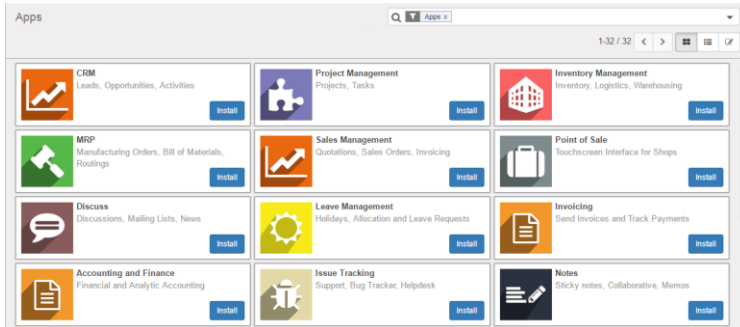 Apps
Apps x
1-32 / 32
CRM
Leads, Opportunities, Activities
Install
Project Management
Projects, Tasks
Install
Inventory Management
Inventory, Logistics, Warehousing
Install
MRP
Manufacturing Orders, Bill of Materials,
Routings
Install
Sales Management
Quotations, Sales Orders, Invoicing
Install
Point of Sale
Touchscreen Interface for Shops
Install
Discuss
Discussions, Mailing Lists, News
Install
Leave Management
Holidays, Allocation and Leave Requests
Install
Invoicing
Send Invoices and Track Payments
Install
Accounting and Finance
Financial and Analytic Accounting
Install
Issue Tracking
Support, Bug Tracker, Helpdesk
Install
Notes
Sticky notes, Collaborative, Memos
Install